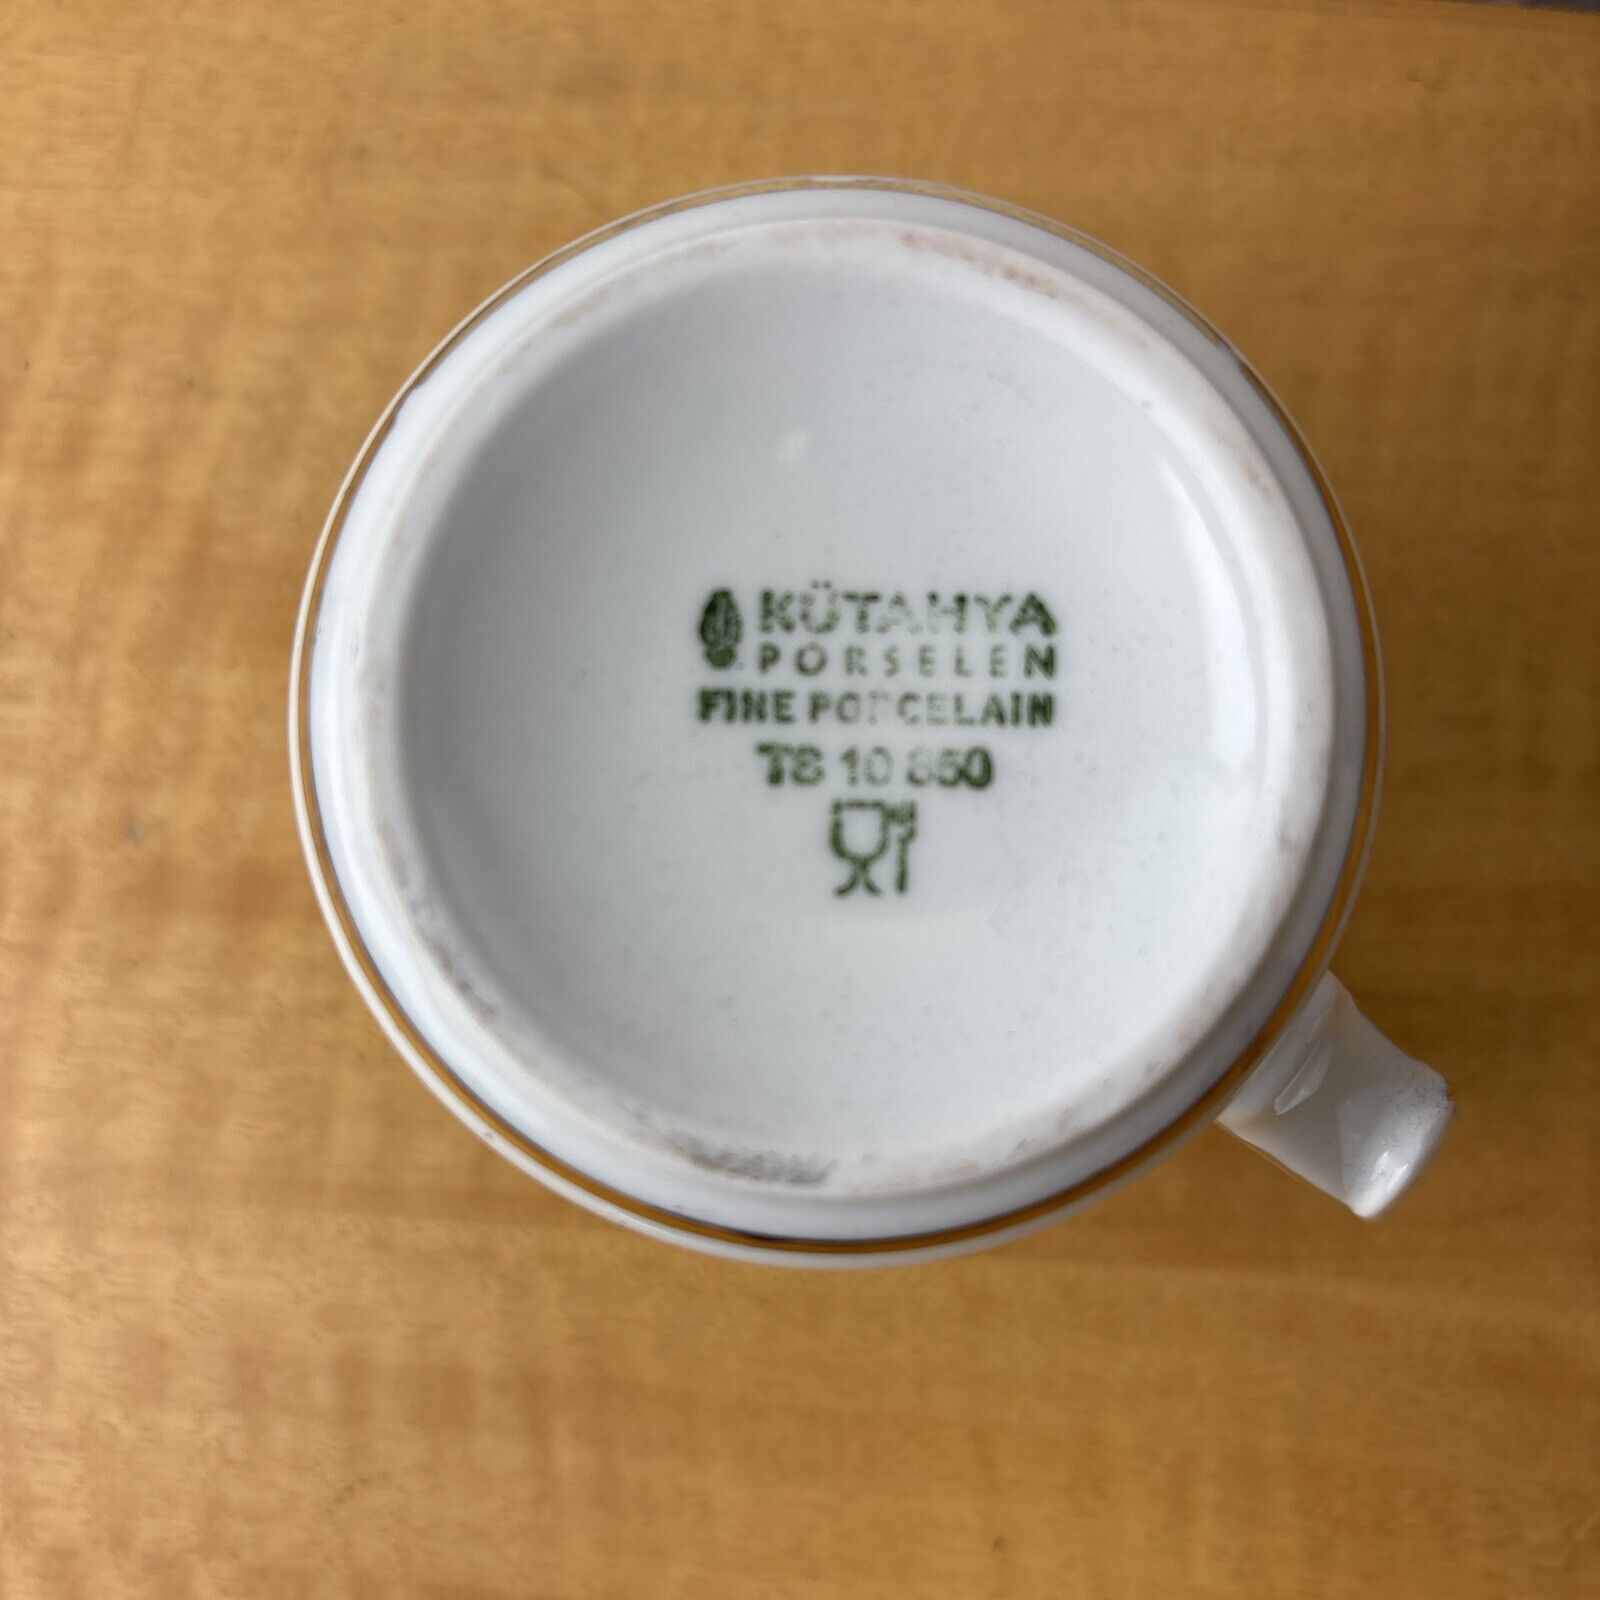 KÜTAHYA
PORSELEN
FINE PORCELAIN
TS 10 850